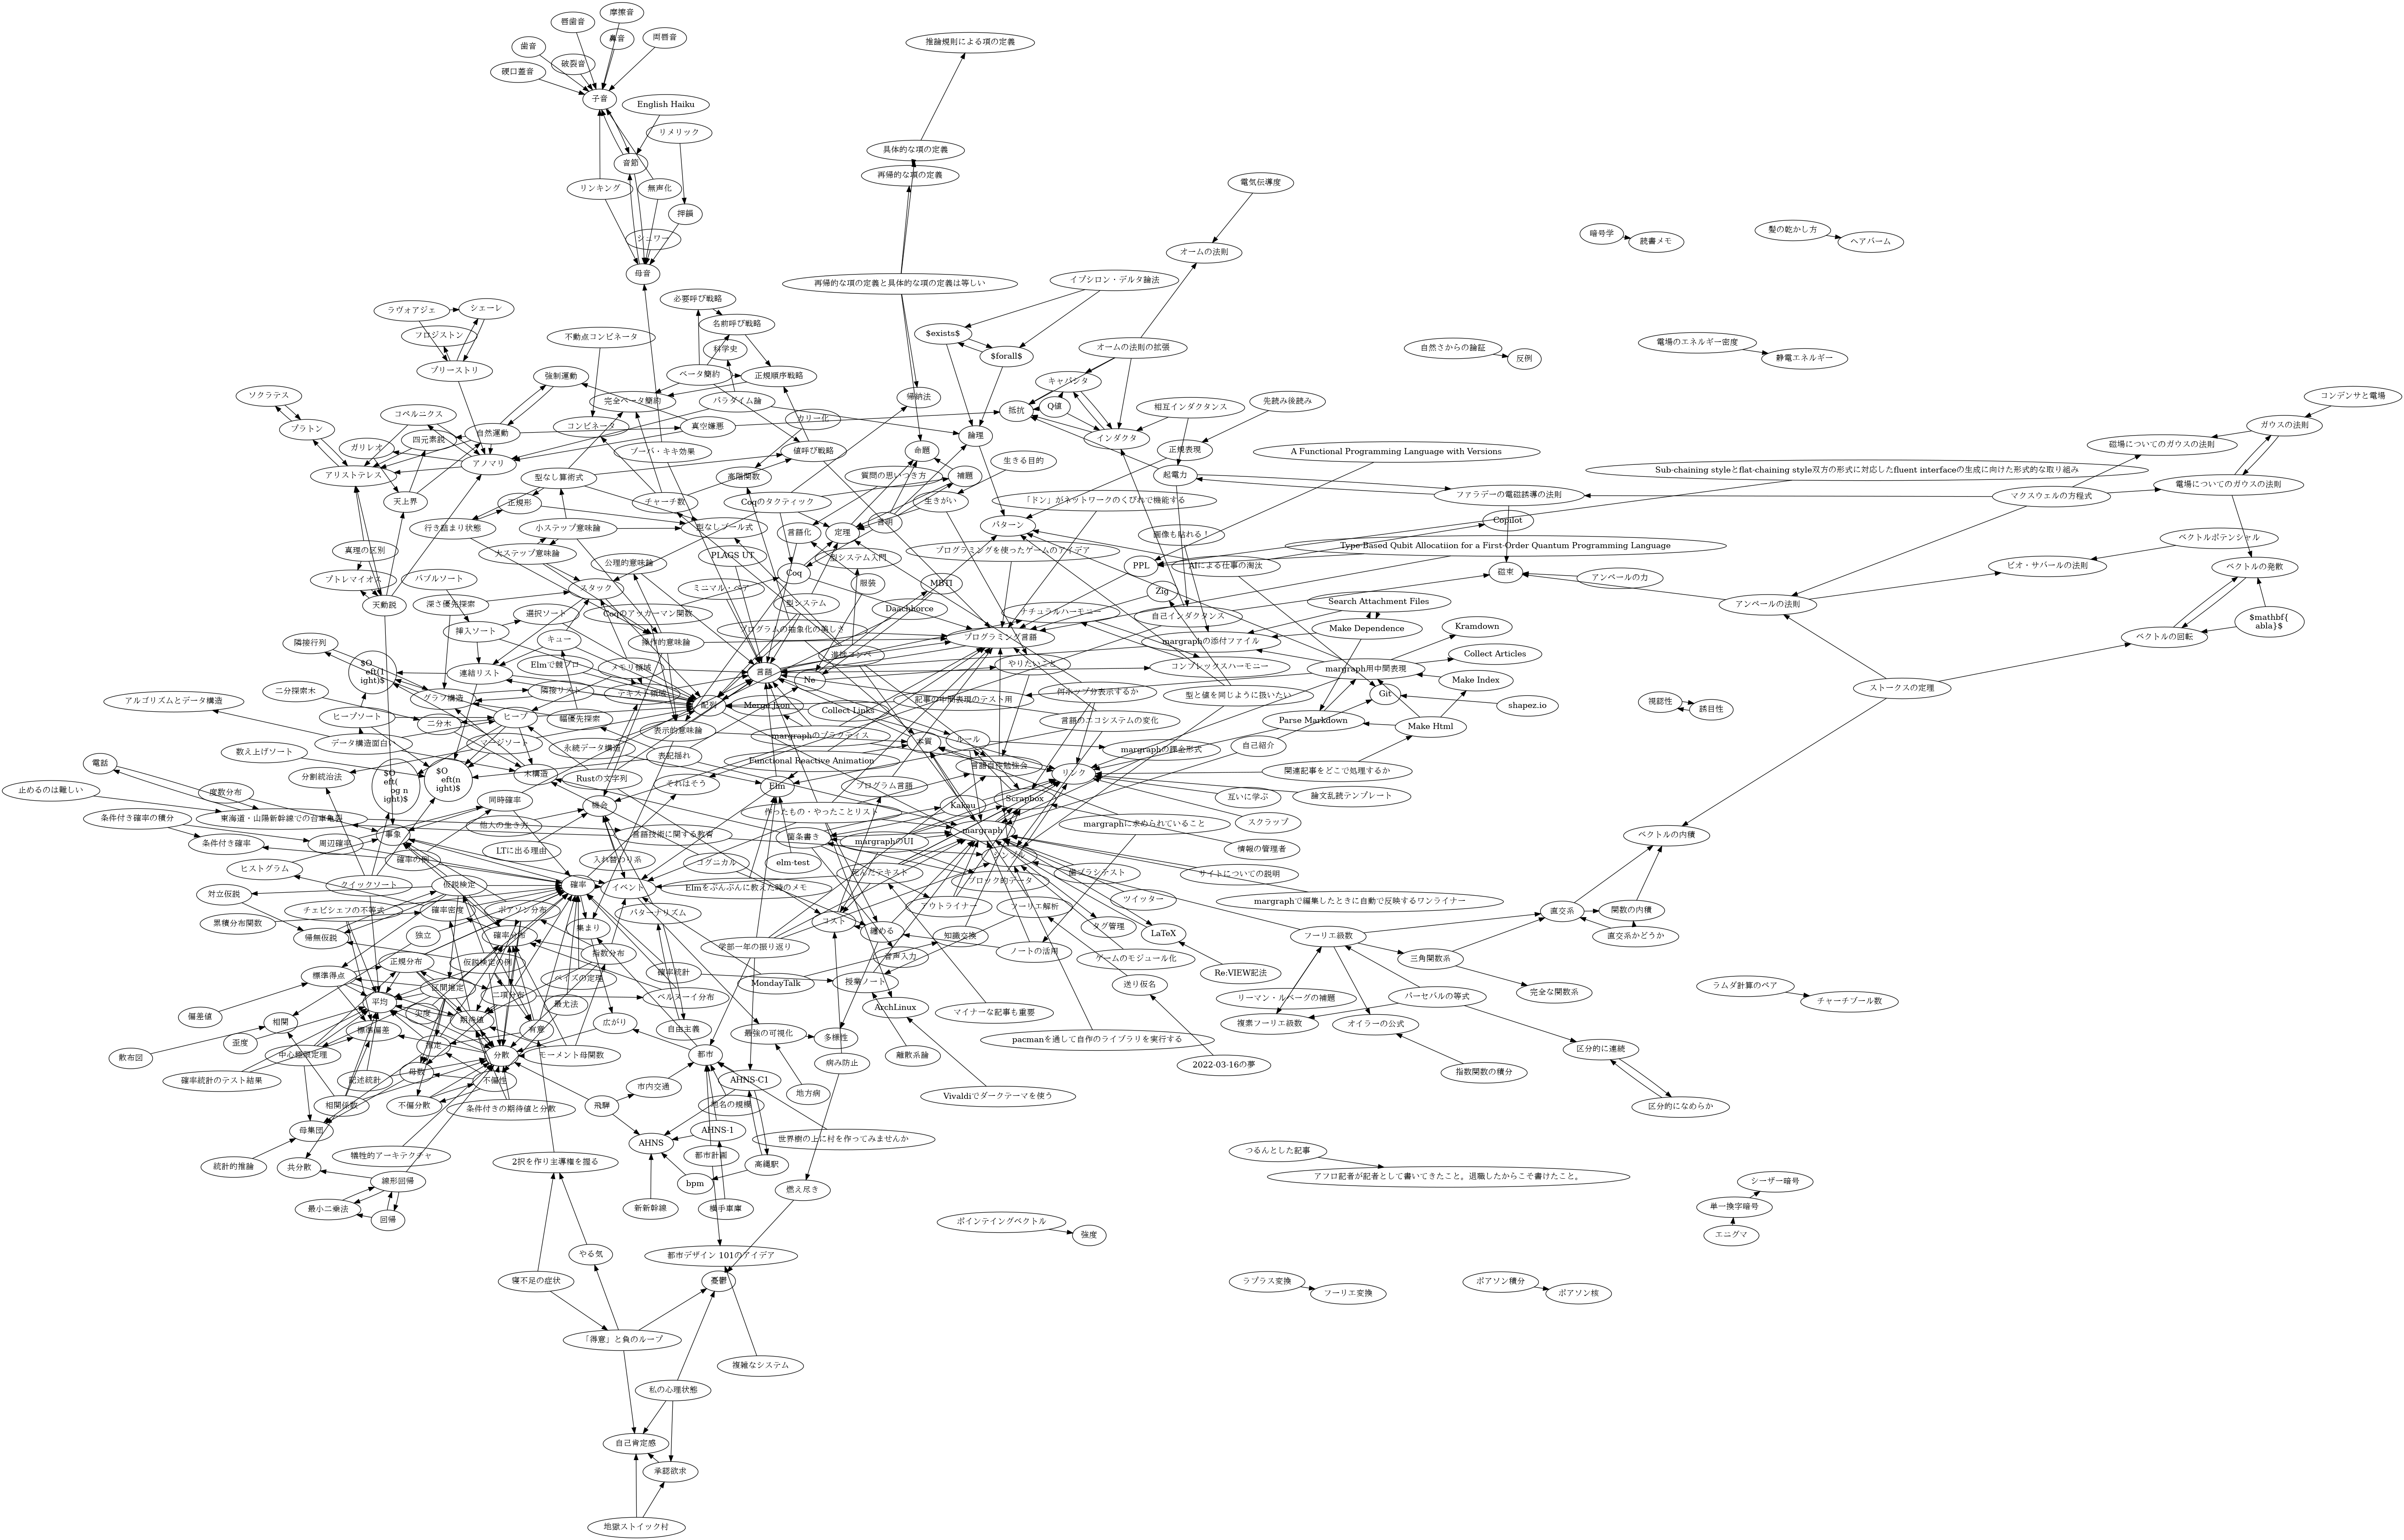 摩擦音
唇歯音
鼻音
両唇音
推論規則による項の定義
歯音
破裂音
硬口蓋音
子音
English Haiku
リメリック
具体的な項の定義
音節
再帰的な項の定義
電気伝導度
リンキング
無声化
押韻
シュワー
暗号学
読書メモ
髪の乾かし方
ヘアバーム
オームの法則
母音
再帰的な項の定義と具体的な項の定義は等しい
イプシロン・デルタ論法
必要呼び戦略
ラヴォアジェ
シェーレ
フロジストン
名前呼び戦略
不動点コンビネータ
$exists$
$forall$
科学史
オームの法則の拡張
自然さからの論証
反例
電場のエネルギー密度
静電エネルギー
プリーストリ
強制運動
ベータ簡約
正規順序戦略
キャパシタ
ソクラテス
完全ベータ簡約
パラダイム論
帰納法
Q値
抵抗
相互インダクタンス
先読み後読み
コンデンサと電場
コペルニクス
プラトン
四元素説
自然運動
コンビネータ
真空嫌悪
カリー化
論理
インダクタ
ガウスの法則
磁場についてのガウスの法則
ガリレオ
アノマリ
ブーバ・キキ効果
値呼び戦略
命題
正規表現
A Functional Programming Language with Versions
アリストテレス
型なし算術式
高階関数
質問の思いつき方
補題
生きる目的
起電力
Sub-chaining styleとflat-chaining style双方の形式に対応したfluent interfaceの生成に向けた形式的な取り組み
電場についてのガウスの法則
天上界
正規形
チャーチ数
Coqのタクティック
生きがい
「ドン」がネットワークのくびれで機能する
ファラデーの電磁誘導の法則
マクスウェルの方程式
行き詰まり状態
小ステップ意味論
型なしブール式
言語化
定理
証明
パターン
画像も貼れる！
Copilot
真理の区別
大ステップ意味論
PLAGS UT
型システム入門
プログラミングを使ったゲームのアイデア
Type Based Qubit Allocatiion for a First-Order Quantum Programming Language
ベクトルポテンシャル
プトレマイオス
バブルソート
公理的意味論
Coq
服装
PPL
AIによる仕事の淘汰
磁束
アンペールの力
ビオ・サバールの法則
ベクトルの発散
天動説
深さ優先探索
スタック
ミニマル・ペア
MBTI
Zig
Search Attachment Files
アンペールの法則
選択ソート
Coqのアッカーマン関数
型システム
Daachorce
ナチュラルハーモニー
自己インダクタンス
$mathbf{
abla}$
挿入ソート
キュー
操作的意味論
プログラムの抽象化の美しさ
プログラミング言語
margraphの添付ファイル
Make Dependence
Kramdown
ベクトルの回転
隣接行列
連結リスト
Elmで競プロ
メモリ領域
言語
やりたいこと
コンプレックスハーモニー
margraph用中間表現
Collect Articles
Ne
Make Index
二分探索木
グラフ構造
隣接リスト
テキスト領域
何ホップ分表示するか
型と値を同じように扱いたい
Git
ストークスの定理
アルゴリズムとデータ構造
配列
Merge json
Collect Links
記事の中間表現のテスト用
shapez.io
視認性
誘目性
ヒープソート
二分木
ヒープ
幅優先探索
表示的意味論
言語のエコシステムの変化
Parse Markdown
Make Html
データ構造面白い
マージソート
永続データ構造
margraphのプラクティス
本質
ルール
margraphの課金形式
自己紹介
数え上げソート
表記揺れ
Functional Reactive Animation
言語自作勉強会
リンク
関連記事をどこで処理するか
電話
分割統治法
木構造
Rustの文字列
それはそう
Elm
プログラム言語
Scrapbox
互いに学ぶ
論文乱読テンプレート
止めるのは難しい
度数分布
同時確率
機会
Kakau
作ったもの・やったことリスト
条件付き確率の積分
東海道・山陽新幹線での台車亀裂
事象
他人の生き方
言語技術に関する教育
箇条書き
margraph
margraphに求められていること
スクラップ
周辺確率
条件付き確率
LTに出る理由
margraphのUI
情報の管理者
ベクトルの内積
ヒストグラム
確率の例
入れ替わり系
コグニカル
elm-test
サンプル
サイトについての説明
対立仮説
クイックソート
仮説検定
確率
イベント
Elmをぶんぶんに教えた時のメモ
死んだテキスト
ブロック的データ
歯ブラシテスト
margraphで編集したときに自動で反映するワンライナー
累積分布関数
チェビシェフの不等式
確率密度
ポアソン分布
パターナリズム
コスト
アウトライナー
フーリエ解析
ツイッター
直交系
関数の内積
帰無仮説
独立
確率分布
集まり
纏める
タグ管理
LaTeX
フーリエ級数
直交系かどうか
正規分布
仮説検定の例
指数分布
学部一年の振り返り
音声入力
知識交換
ノートの活用
ゲームのモジュール化
Re:VIEW記法
三角関数系
標準得点
区間推定
二項分布
ベイズの定理
確率統計
MondayTalk
授業ノート
送り仮名
完全な関数系
ラムダ計算のペア
チャーチブール数
偏差値
平均
尖度
最尤法
ベルヌーイ分布
ArchLinux
マイナーな記事も重要
リーマン・ルベーグの補題
パーセバルの等式
相関
期待値
広がり
自由主義
最強の可視化
多様性
複素フーリエ級数
オイラーの公式
散布図
歪度
標準偏差
推定
有意
pacmanを通して自作のライブラリを実行する
中心極限定理
分散
モーメント母関数
都市
病み防止
離散系論
2022-03-16の夢
区分的に連続
確率統計のテスト結果
記述統計
母数
不偏性
市内交通
AHNS-C1
地方病
指数関数の積分
相関係数
不偏分散
条件付きの期待値と分散
飛騨
駅名の規模
Vivaldiでダークテーマを使う
区分的になめらか
母集団
AHNS
AHNS-1
世界樹の上に村を作ってみませんか
犠牲的アーキテクチャ
都市計画
つるんとした記事
統計的推論
共分散
2択を作り主導権を握る
高縄駅
アフロ記者が記者として書いてきたこと。退職したからこそ書けたこと。
線形回帰
bpm
燃え尽き
シーザー暗号
最小二乗法
回帰
新新幹線
横手車庫
単一換字暗号
ポインテイングベクトル
強度
エニグマ
やる気
都市デザイン 101のアイデア
寝不足の症状
憂鬱
ラプラス変換
フーリエ変換
ポアソン積分
ポアソン核
「得意」と負のループ
複雑なシステム
私の心理状態
自己肯定感
承認欲求
地獄ストイック村